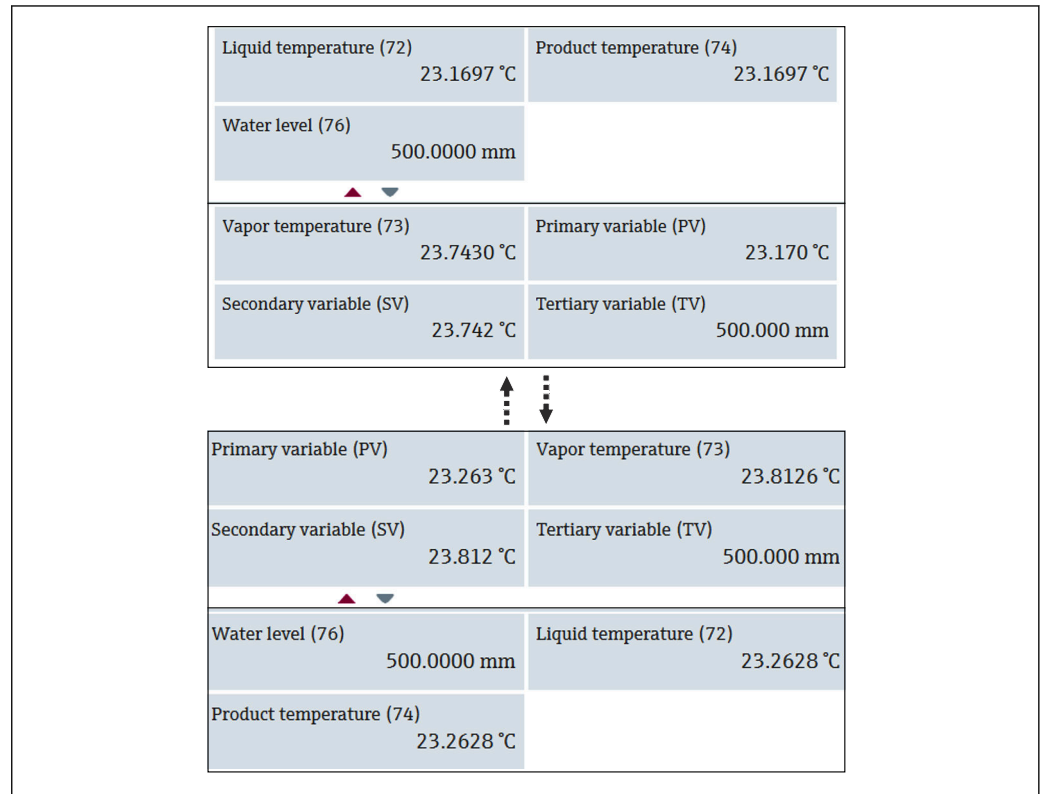 Liquid temperature (72)
23.1697 °C
Product temperature (74)
23.1697 °C
Water level (76)
500.0000 mm
Vapor temperature (73)
23.7430 °C
Primary variable (PV)
23.170 °C
Secondary variable (SV)
23.742 °C
Tertiary variable (TV)
500.000 mm
Primary variable (PV)
23.263 °C
Vapor temperature (73)
23.8126 °C
Secondary variable (SV)
23.812 °C
Tertiary variable (TV)
500.000 mm
Water level (76)
500.0000 mm
Liquid temperature (72)
23.2628 °C
Product temperature (74)
23.2628 °C